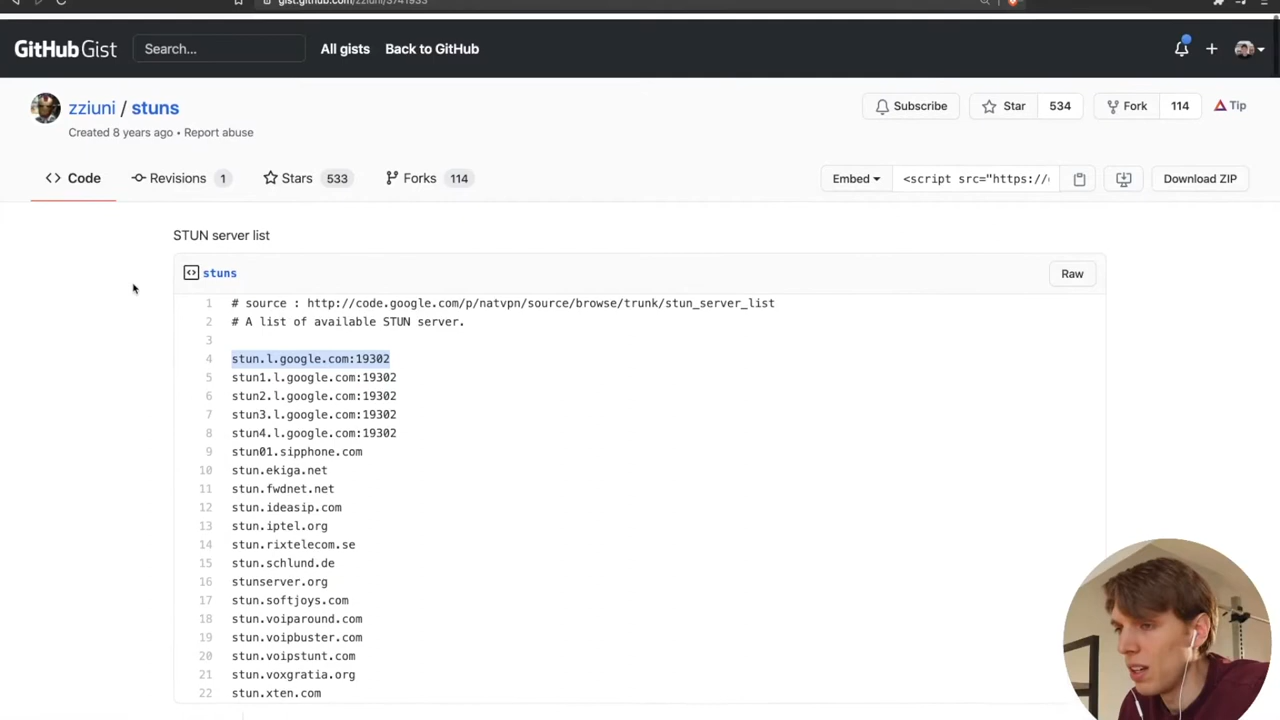 gist.github.com/zziuni/3741933
GitHub Gist
Search...
All gists
Back to GitHub
zziuni / stuns
Subscribe
Star 534
Fork 114
Tip
Created 8 years ago • Report abuse
Code
Revisions 1
Stars 533
Forks 114
Embed
<script src="https://
Download ZIP
STUN server list
stuns
Raw
1 # source : http://code.google.com/p/natvpn/source/browse/trunk/stun_server_list
2 # A list of available STUN server.
3
4 stun.l.google.com:19302
5 stun1.l.google.com:19302
6 stun2.l.google.com:19302
7 stun3.l.google.com:19302
8 stun4.l.google.com:19302
9 stun01.sipphone.com
10 stun.ekiga.net
11 stun.fwdnet.net
12 stun.ideasip.com
13 stun.iptel.org
14 stun.rixtelecom.se
15 stun.schlund.de
16 stunserver.org
17 stun.softjoys.com
18 stun.voiparound.com
19 stun.voipbuster.com
20 stun.voipstunt.com
21 stun.voxgratia.org
22 stun.xten.com